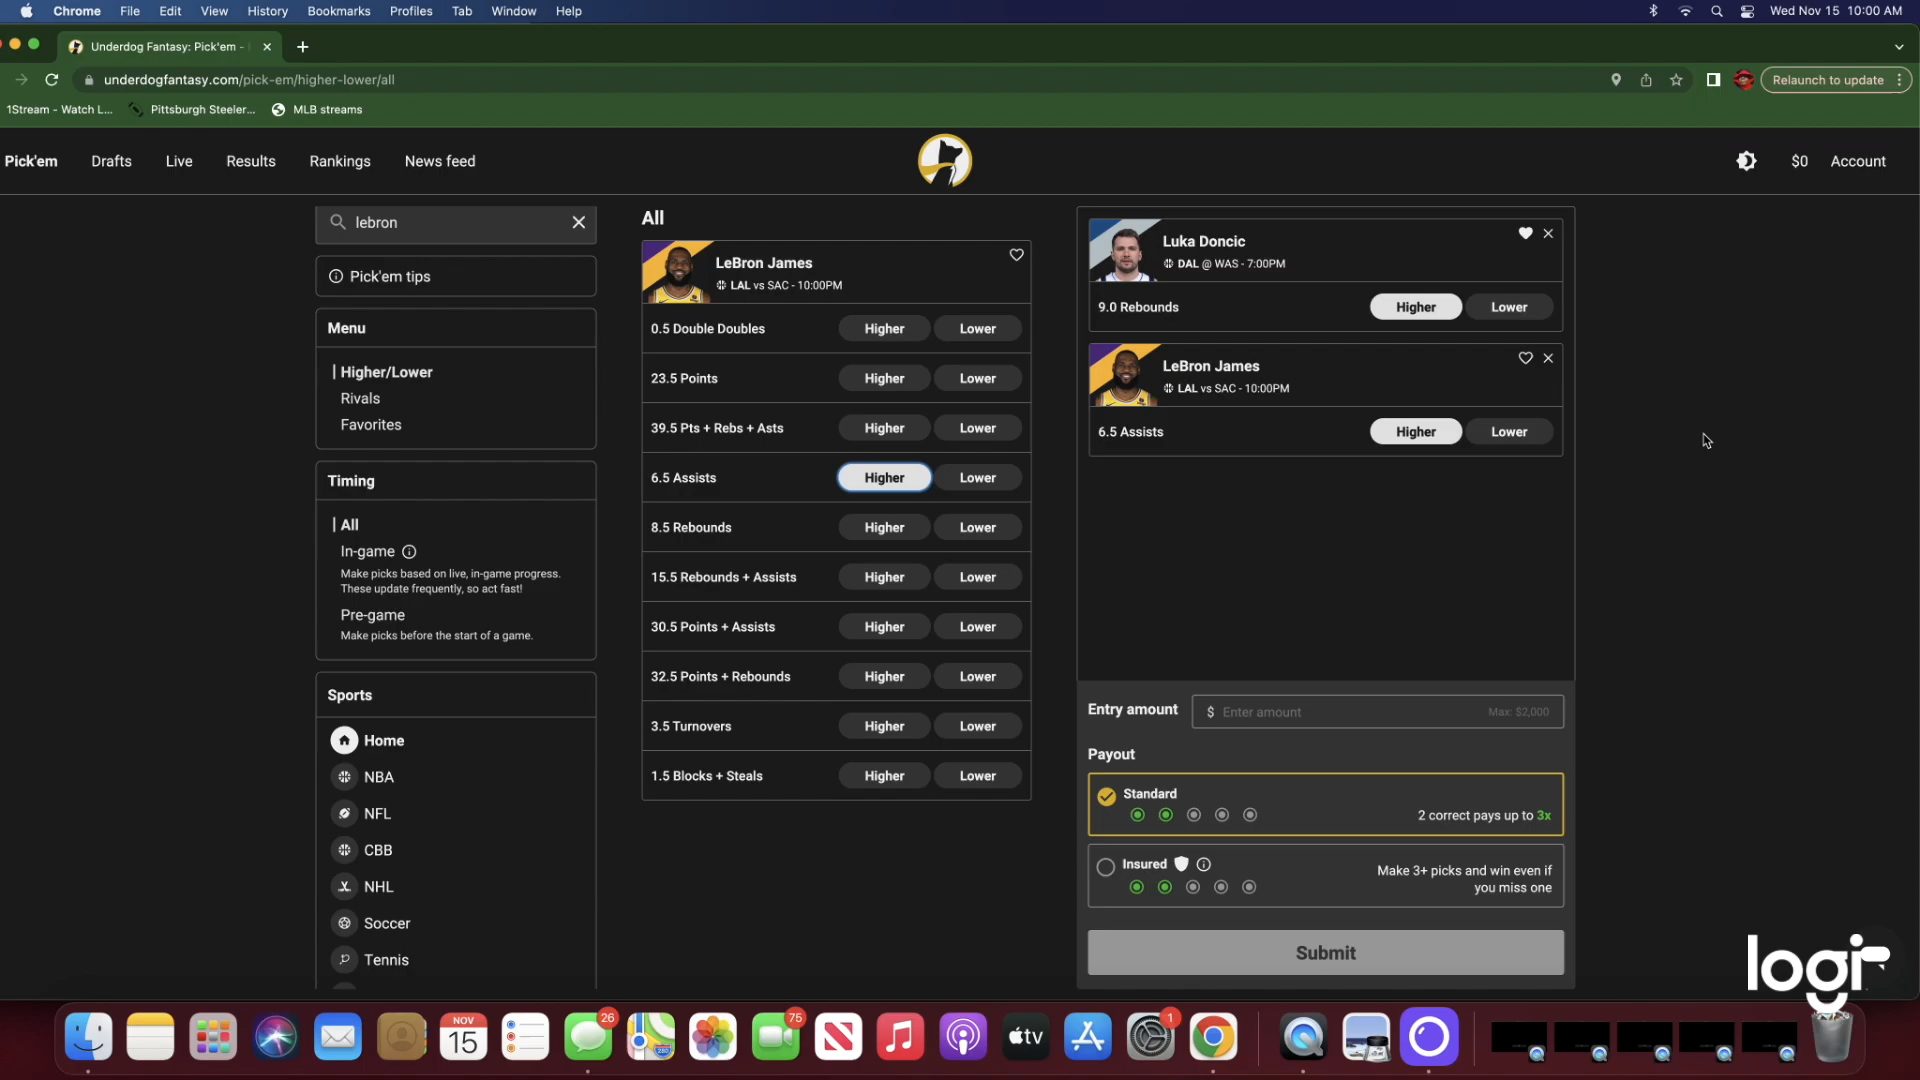 Chrome File Edit View History Bookmarks Profiles Tab Window Help Wed Nov 15 10:00 AM
Underdog Fantasy: Pick'em -
underdogfantasy.com/pick-em/higher-lower/all Relaunch to update
1Stream - Watch L... Pittsburgh Steeler... MLB streams
Pick'em Drafts Live Results Rankings News feed $0 Account
lebron
Pick'em tips
Menu
Higher/Lower
Rivals
Favorites
Timing
All
In-game
Make picks based on live, in-game progress.
These update frequently, so act fast!
Pre-game
Make picks before the start of a game.
Sports
Home
NBA
NFL
CBB
NHL
Soccer
Tennis
All
LeBron James
LAL vs SAC - 10:00PM
0.5 Double Doubles Higher Lower
23.5 Points Higher Lower
39.5 Pts + Rebs + Asts Higher Lower
6.5 Assists Higher Lower
8.5 Rebounds Higher Lower
15.5 Rebounds + Assists Higher Lower
30.5 Points + Assists Higher Lower
32.5 Points + Rebounds Higher Lower
3.5 Turnovers Higher Lower
1.5 Blocks + Steals Higher Lower
Luka Doncic
DAL @ WAS - 7:00PM
9.0 Rebounds Higher Lower
LeBron James
LAL vs SAC - 10:00PM
6.5 Assists Higher Lower
Entry amount $ Enter amount Max: $2,000
Payout
Standard
2 correct pays up to 3x
Insured
Make 3+ picks and win even if
you miss one
Submit
logi
NOV
15
26
75
tv
1
280